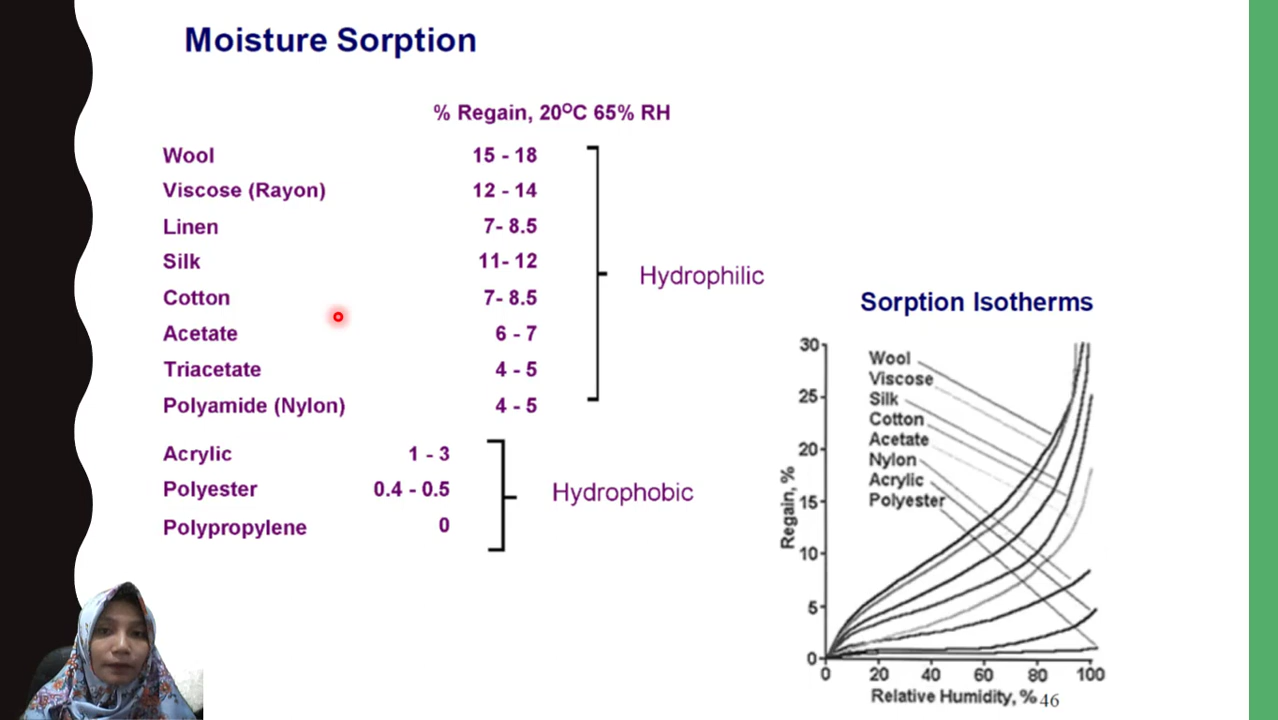 Moisture Sorption
% Regain, 20°C 65% RH
Wool 15 - 18
Viscose (Rayon) 12 - 14
Linen 7- 8.5
Silk 11- 12
Cotton 7- 8.5
Acetate 6 - 7
Triacetate 4 - 5
Polyamide (Nylon) 4 - 5
Hydrophilic
Acrylic 1 - 3
Polyester 0.4 - 0.5
Polypropylene 0
Hydrophobic
Sorption Isotherms
30
25
20
15
10
5
0
Regain, %
Wool
Viscose
Silk
Cotton
Acetate
Nylon
Acrylic
Polyester
0 20 40 60 80 100
Relative Humidity, %
46